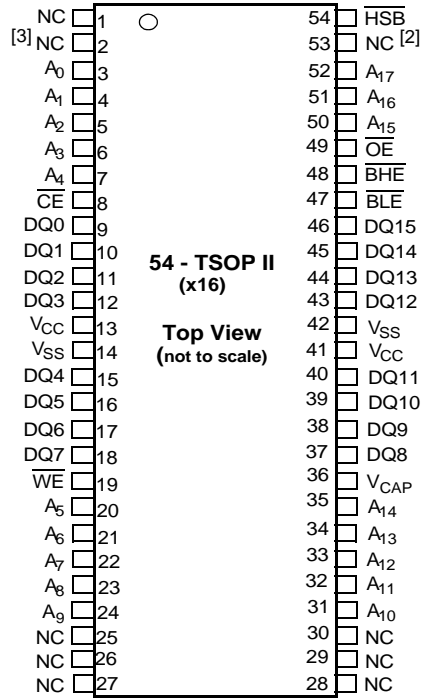 NC 1 54 HSB
[3] NC 2 53 NC [2]
A0 3 52 A17
A1 4 51 A16
A2 5 50 A15
A3 6 49 OE
A4 7 48 BHE
CE 8 47 BLE
DQ0 9 46 DQ15
DQ1 10 45 DQ14
DQ2 11 44 DQ13
DQ3 12 43 DQ12
VCC 13 42 VSS
VSS 14 41 VCC
DQ4 15 40 DQ11
DQ5 16 39 DQ10
DQ6 17 38 DQ9
DQ7 18 37 DQ8
WE 19 36 VCAP
A5 20 35 A14
A6 21 34 A13
A7 22 33 A12
A8 23 32 A11
A9 24 31 A10
NC 25 30 NC
NC 26 29 NC
NC 27 28 NC
54 - TSOP II
(x16)
Top View
(not to scale)